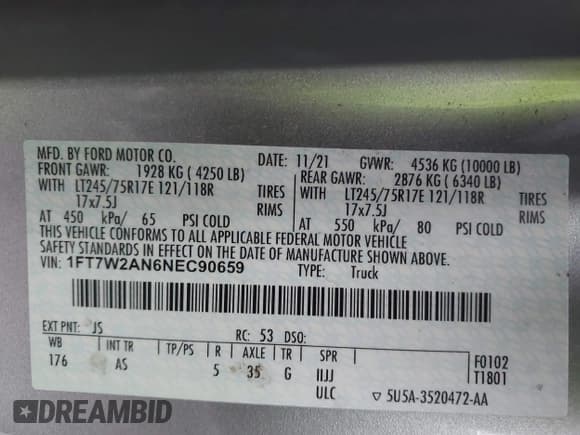 MFD. BY FORD MOTOR CO.
DATE: 11/21 GVWR: 4536 KG (10000 LB)
FRONT GAWR: 1928 KG ( 4250 LB) REAR GAWR: 2876 KG ( 6340 LB)
WITH LT245/75R17E 121/118R TIRES WITH LT245/75R17E 121/118R TIRES
17x7.5J RIMS 17x7.5J RIMS
AT 450 kPa/ 65 PSI COLD AT 550 kPa/ 80 PSI COLD
THIS VEHICLE CONFORMS TO ALL APPLICABLE FEDERAL MOTOR VEHICLE
SAFETY STANDARDS IN EFFECT ON THE DATE OF MANUFACTURE SHOWN ABOVE.
VIN: 1FT7W2AN6NEC90659 TYPE: Truck
EXT PNT: JS RC: 53 DSO:
WB INT TR TP/PS R AXLE TR SPR F0102
176 AS 5 35 G IIJJ T1801
ULC ▽ 5U5A-3520472-AA
DREAMBID